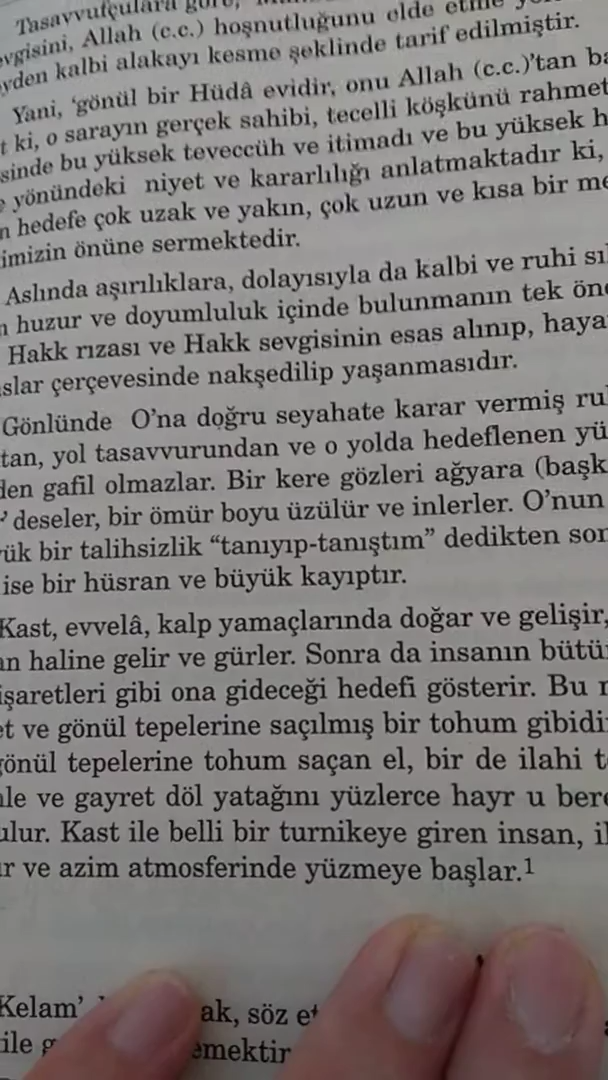 Tasavvufçulara göre,
evgisini, Allah (c.c.) hoşnutluğunu elde etme
yden kalbi alakayı kesme şeklinde tarif edilmiştir.
Yani, ‘gönül bir Hüdâ evidir, onu Allah (c.c.)’tan ba
t ki, o sarayın gerçek sahibi, tecelli köşkünü rahmet
sinde bu yüksek teveccüh ve itimadı ve bu yüksek h
e yönündeki niyet ve kararlılığı anlatmaktadır ki,
n hedefe çok uzak ve yakın, çok uzun ve kısa bir me
imizin önüne sermektedir.
Aslında aşırılıklara, dolayısıyla da kalbi ve ruhi sı
n huzur ve doyumluluk içinde bulunmanın tek öne
Hakk rızası ve Hakk sevgisinin esas alınıp, haya
slar çerçevesinde nakşedilip yaşanmasıdır.
Gönlünde O’na doğru seyahate karar vermiş ru
tan, yol tasavvurundan ve o yolda hedeflenen yü
den gafil olmazlar. Bir kere gözleri ağyara (başk
” deseler, bir ömür boyu üzülür ve inlerler. O’nun
ük bir talihsizlik “tanıyıp-tanıştım” dedikten son
ise bir hüsran ve büyük kayıptır.
Kast, evvelâ, kalp yamaçlarında doğar ve gelişir,
an haline gelir ve gürler. Sonra da insanın bütü
işaretleri gibi ona gideceği hedefi gösterir. Bu
et ve gönül tepelerine saçılmış bir tohum gibidi
gönül tepelerine tohum saçan el, bir de ilahi t
le ve gayret döl yatağını yüzlerce hayr u bere
ulur. Kast ile belli bir turnikeye giren insan, il
ır ve azim atmosferinde yüzmeye başlar.¹
Kelam’ ak, söz et
ile emektir